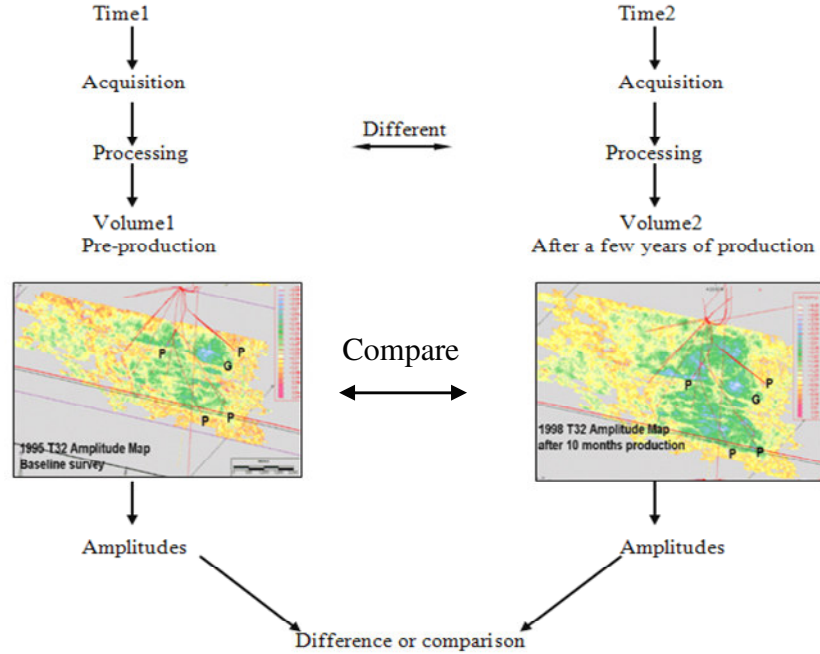 Time1
Time2
Acquisition
Acquisition
Different
Processing
Processing
Volume1
Pre-production
Volume2
After a few years of production
P
P
G
P
P
1995 T32 Amplitude Map
Baseline survey
Compare
P
P
G
P
P
1998 T32 Amplitude Map
after 10 months production
Amplitudes
Amplitudes
Difference or comparison